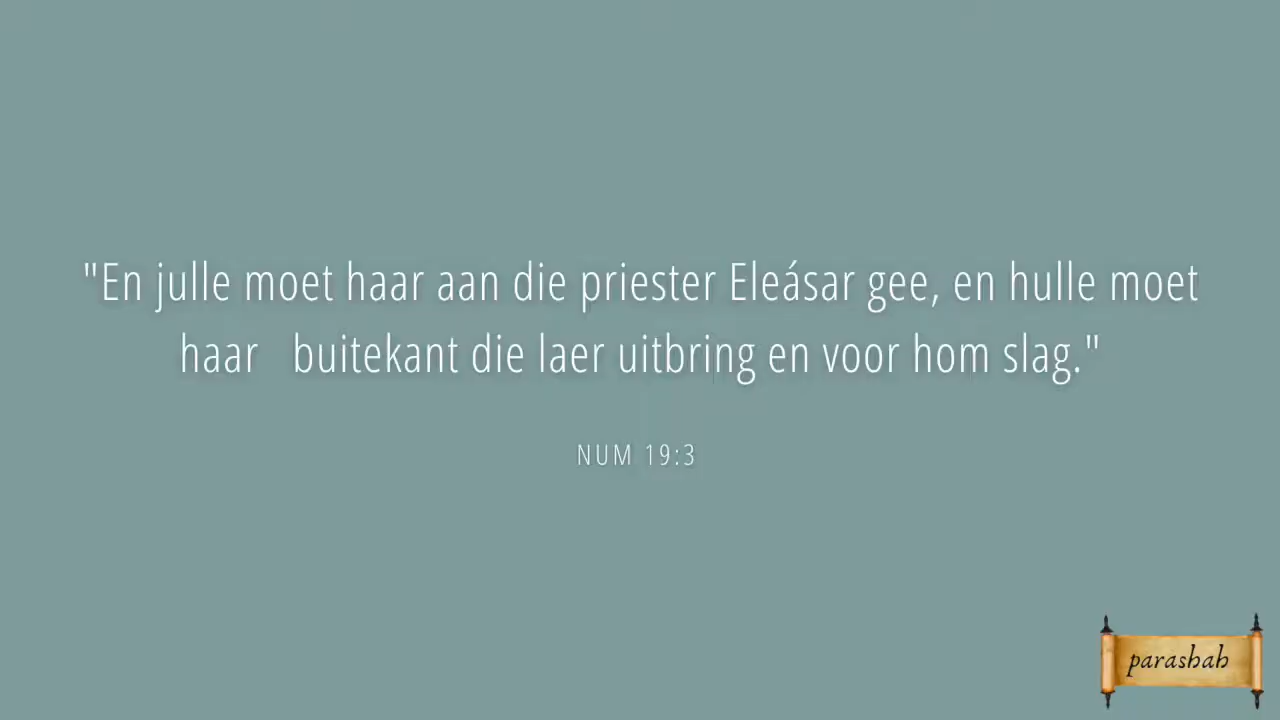 "En julle moet haar aan die priester Eleásar gee, en hulle moet
haar   buitekant die laer uitbring en voor hom slag."
NUM 19:3
parashah